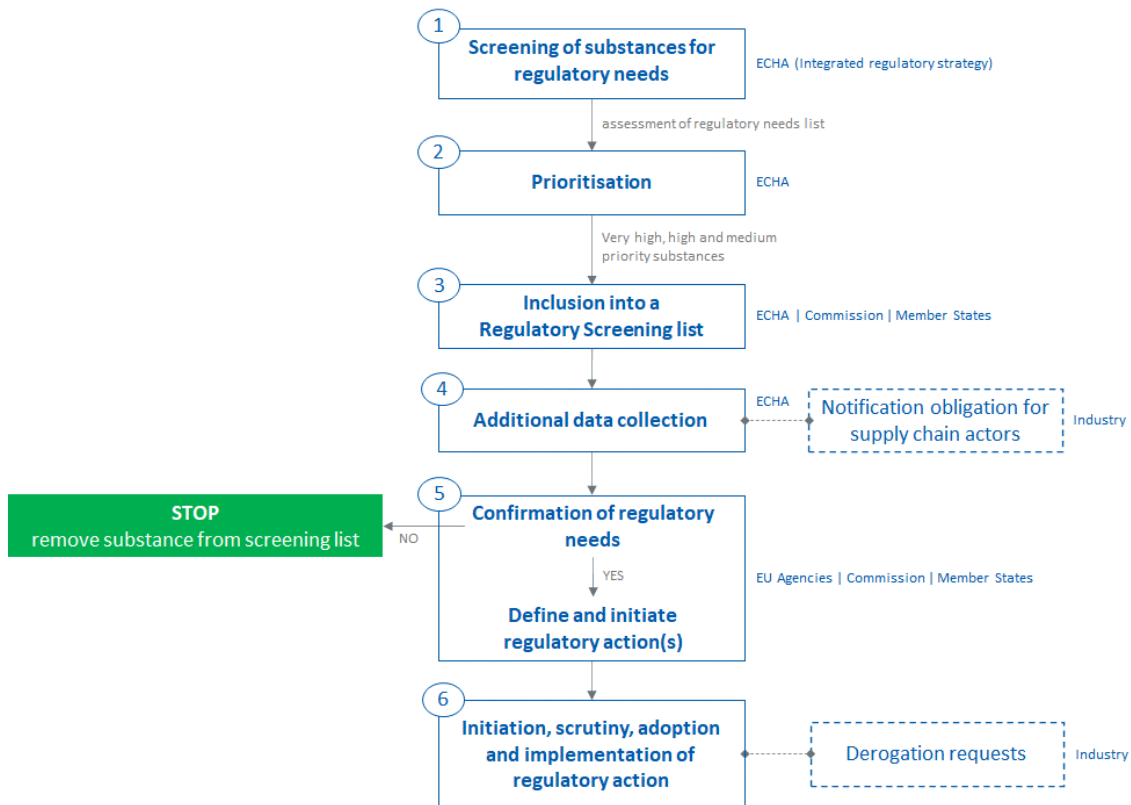 1
Screening of substances for
regulatory needs
ECHA (Integrated regulatory strategy)
assessment of regulatory needs list
2
Prioritisation
ECHA
Very high, high and medium
priority substances
3
Inclusion into a
Regulatory Screening list
ECHA | Commission | Member States
4
Additional data collection
ECHA
Notification obligation for
supply chain actors
Industry
5
Confirmation of regulatory
needs
STOP
remove substance from screening list
NO
YES
EU Agencies | Commission | Member States
Define and initiate
regulatory action(s)
6
Initiation, scrutiny, adoption
and implementation of
regulatory action
Derogation requests
Industry